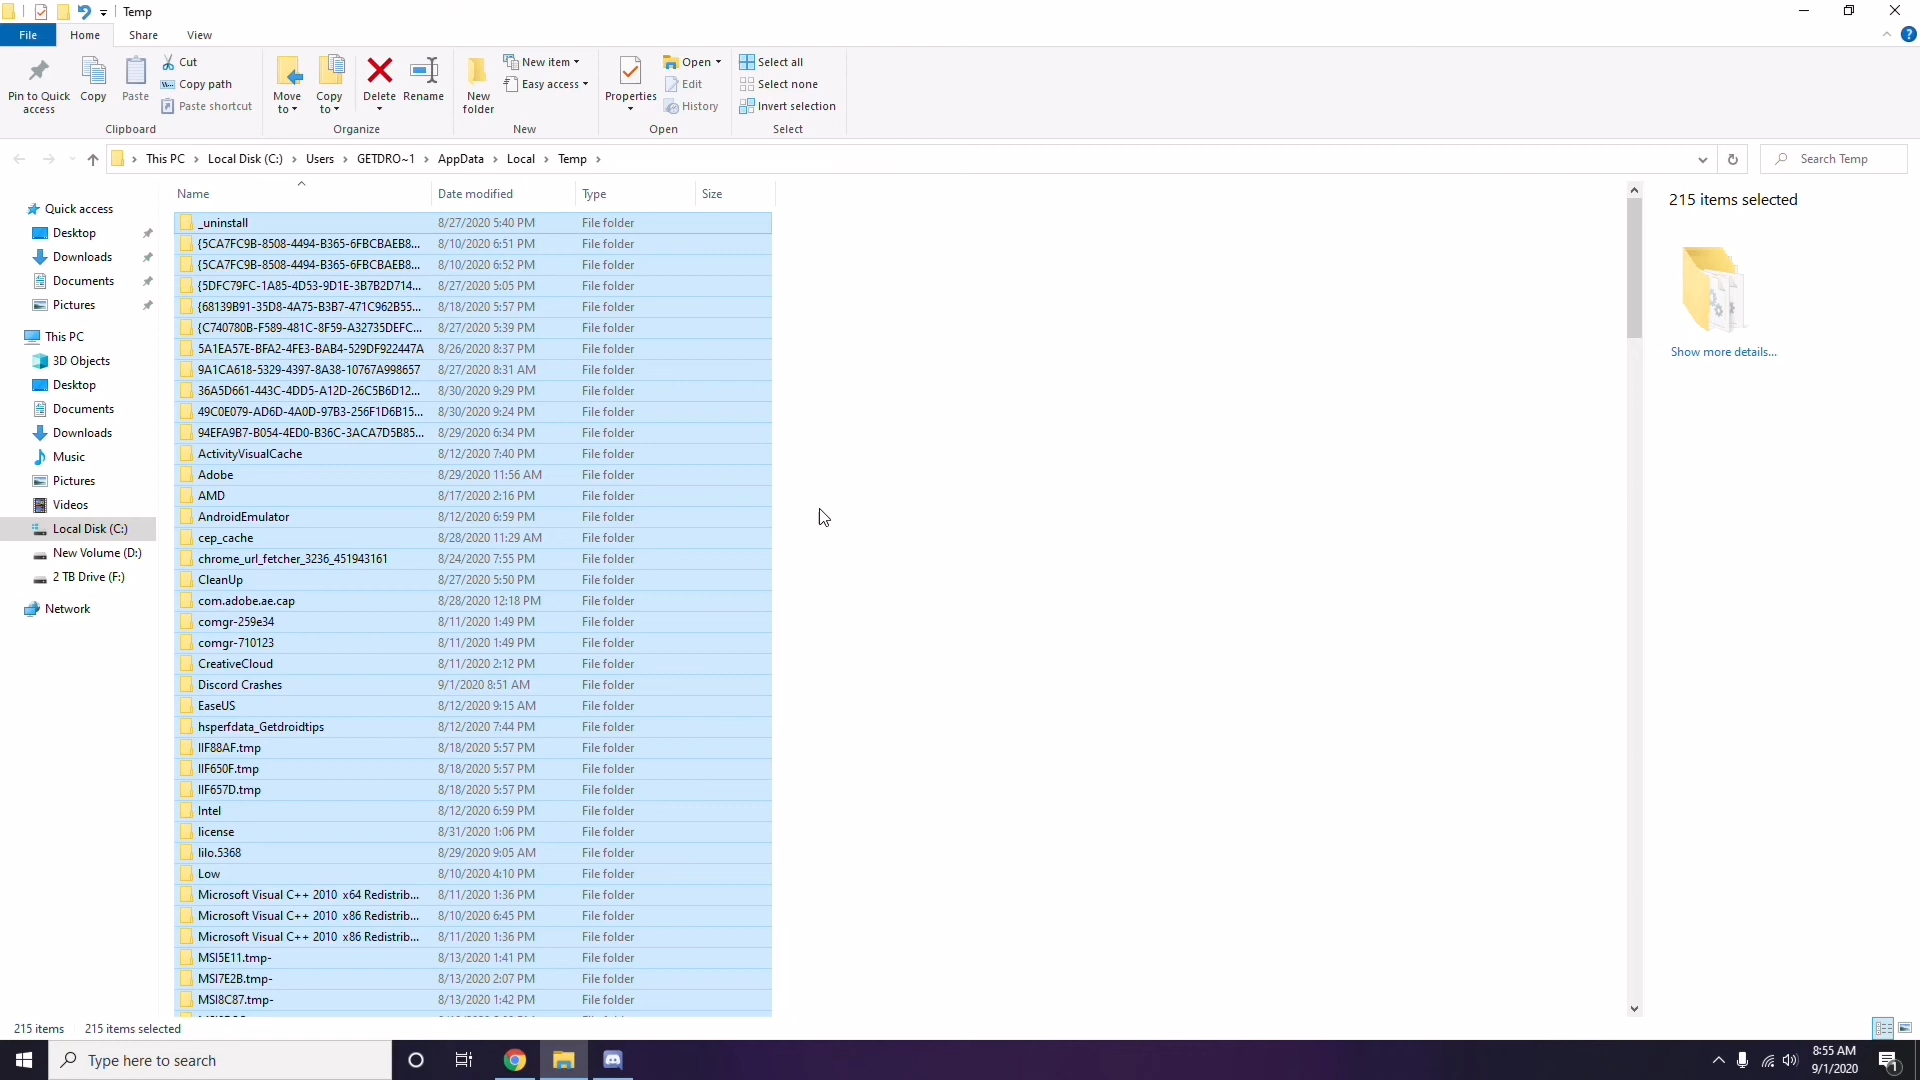 Temp
File Home Share View
Pin to Quick access
Copy
Paste
Cut
Copy path
Paste shortcut
Clipboard
Move to
Copy to
Delete
Rename
Organize
New folder
New item
Easy access
New
Properties
Open
Edit
History
Open
Select all
Select none
Invert selection
Select
This PC > Local Disk (C:) > Users > GETDRO~1 > AppData > Local > Temp >
Search Temp
Quick access
Desktop
Downloads
Documents
Pictures
This PC
3D Objects
Desktop
Documents
Downloads
Music
Pictures
Videos
Local Disk (C:)
New Volume (D:)
2 TB Drive (F:)
Network
Name Date modified Type Size
_uninstall 8/27/2020 5:40 PM File folder
{5CA7FC9B-8508-4494-B365-6FBCBAEB8... 8/10/2020 6:51 PM File folder
{5CA7FC9B-8508-4494-B365-6FBCBAEB8... 8/10/2020 6:52 PM File folder
{5DFC79FC-1A85-4D53-9D1E-3B7B2D714... 8/27/2020 5:05 PM File folder
{68139B91-35D8-4A75-B3B7-471C962B55... 8/18/2020 5:57 PM File folder
{C740780B-F589-481C-8F59-A32735DEFC... 8/27/2020 5:39 PM File folder
5A1EA57E-BFA2-4FE3-BAB4-529DF922447A 8/26/2020 8:37 PM File folder
9A1CA618-5329-4397-8A38-10767A998657 8/27/2020 8:31 AM File folder
36A5D661-443C-4DD5-A12D-26C5B6D12... 8/30/2020 9:29 PM File folder
49C0E079-AD6D-4A0D-97B3-256F1D6B15... 8/30/2020 9:24 PM File folder
94EFA9B7-B054-4ED0-B36C-3ACA7D5B85... 8/29/2020 6:34 PM File folder
ActivityVisualCache 8/12/2020 7:40 PM File folder
Adobe 8/29/2020 11:56 AM File folder
AMD 8/17/2020 2:16 PM File folder
AndroidEmulator 8/12/2020 6:59 PM File folder
cep_cache 8/28/2020 11:29 AM File folder
chrome_url_fetcher_3236_451943161 8/24/2020 7:55 PM File folder
CleanUp 8/27/2020 5:50 PM File folder
com.adobe.ae.cap 8/28/2020 12:18 PM File folder
comgr-259e34 8/11/2020 1:49 PM File folder
comgr-710123 8/11/2020 1:49 PM File folder
CreativeCloud 8/11/2020 2:12 PM File folder
Discord Crashes 9/1/2020 8:51 AM File folder
EaseUS 8/12/2020 9:15 AM File folder
hsperfdata_Getdroidtips 8/12/2020 7:44 PM File folder
IIF88AF.tmp 8/18/2020 5:57 PM File folder
IIF650F.tmp 8/18/2020 5:57 PM File folder
IIF657D.tmp 8/18/2020 5:57 PM File folder
Intel 8/12/2020 6:59 PM File folder
license 8/31/2020 1:06 PM File folder
lilo.5368 8/29/2020 9:05 AM File folder
Low 8/10/2020 4:10 PM File folder
Microsoft Visual C++ 2010 x64 Redistrib... 8/11/2020 1:36 PM File folder
Microsoft Visual C++ 2010 x86 Redistrib... 8/10/2020 6:45 PM File folder
Microsoft Visual C++ 2010 x86 Redistrib... 8/11/2020 1:36 PM File folder
MSI5E11.tmp- 8/13/2020 1:41 PM File folder
MSI7E2B.tmp- 8/13/2020 2:07 PM File folder
MSI8C87.tmp- 8/13/2020 1:42 PM File folder
215 items selected
Show more details...
215 items 215 items selected
Type here to search
8:55 AM
9/1/2020
1